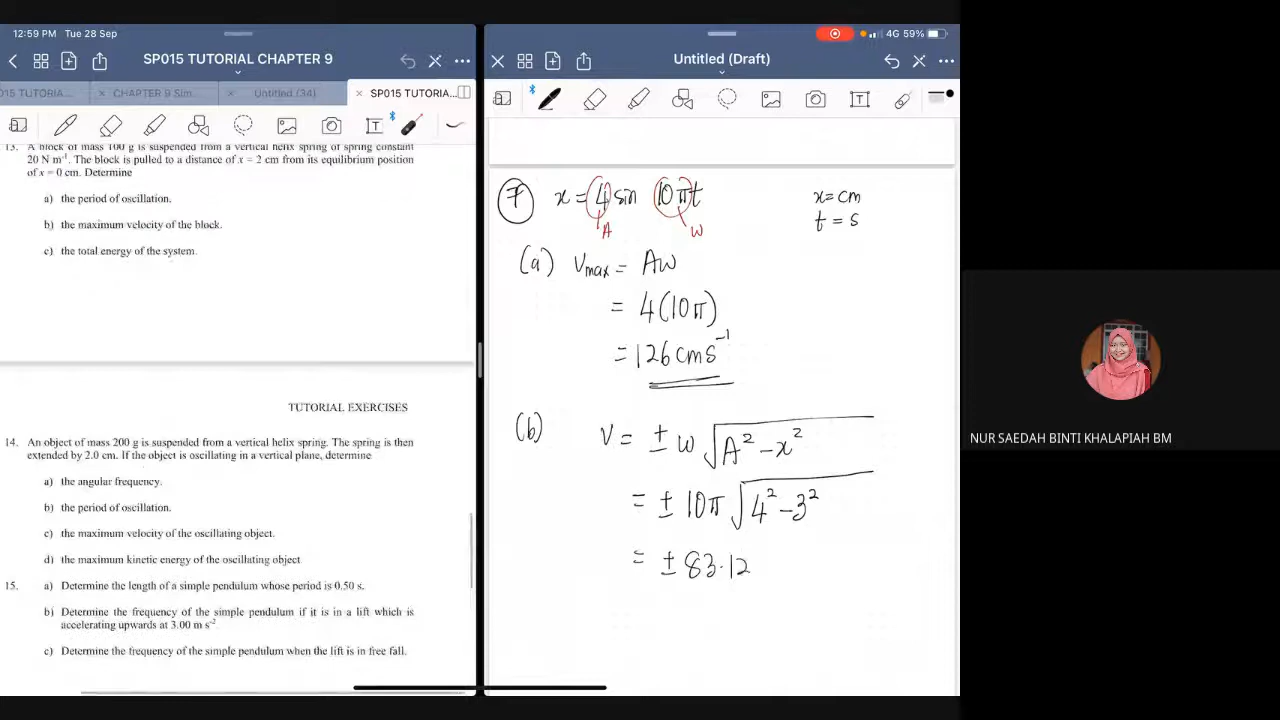 12:59 PM Tue 28 Sep
SP015 TUTORIAL CHAPTER 9
SP015 TUTORIA...
CHAPTER 9 Sim...
Untitled (34)
SP015 TUTORIA...
13. A block of mass 100 g is suspended from a vertical helix spring of spring constant
20 N m⁻¹. The block is pulled to a distance of x = 2 cm from its equilibrium position
of x = 0 cm. Determine
a) the period of oscillation.
b) the maximum velocity of the block.
c) the total energy of the system.
TUTORIAL EXERCISES
14. An object of mass 200 g is suspended from a vertical helix spring. The spring is then
extended by 2.0 cm. If the object is oscillating in a vertical plane, determine
a) the angular frequency.
b) the period of oscillation.
c) the maximum velocity of the oscillating object.
d) the maximum kinetic energy of the oscillating object
15. a) Determine the length of a simple pendulum whose period is 0.50 s.
b) Determine the frequency of the simple pendulum if it is in a lift which is
accelerating upwards at 3.00 m s⁻².
c) Determine the frequency of the simple pendulum when the lift is in free fall.
4G 59%
Untitled (Draft)
7 x = 4 sin 10πt
x = cm
A ω
t = s
(a) Vmax = Aω
= 4(10π)
= 126 cms⁻¹
(b) V = ± ω √A² − x²
= ± 10π √4² − 3²
= ± 83.12
NUR SAEDAH BINTI KHALAPIAH BM